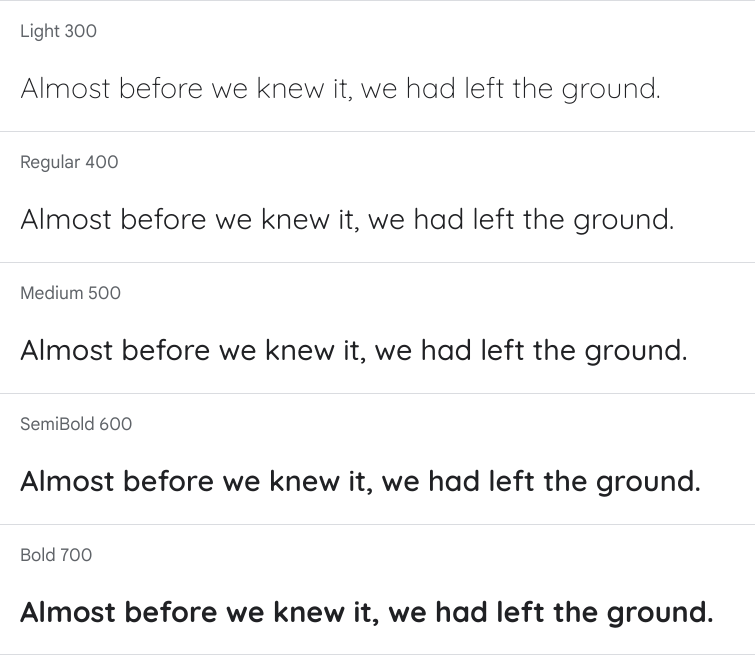 Light 300
Almost before we knew it, we had left the ground.
Regular 400
Almost before we knew it, we had left the ground.
Medium 500
Almost before we knew it, we had left the ground.
SemiBold 600
Almost before we knew it, we had left the ground.
Bold 700
Almost before we knew it, we had left the ground.